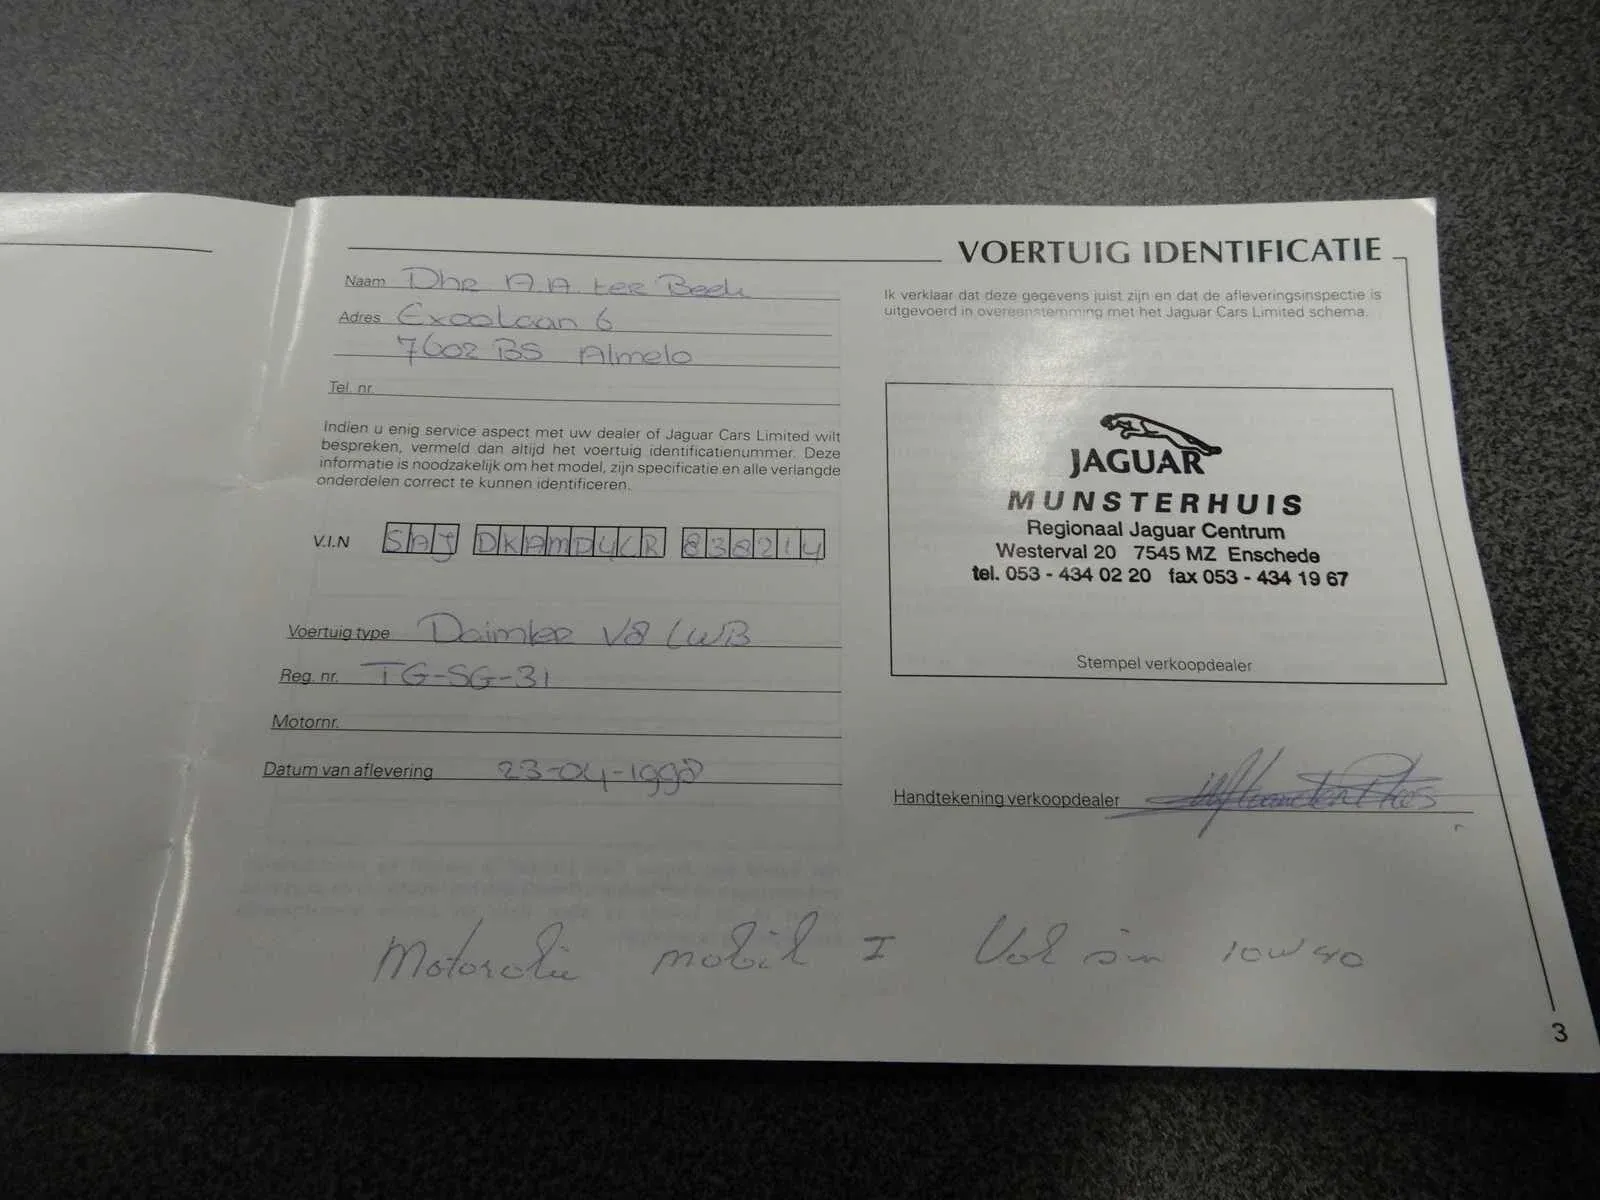 VOERTUIG IDENTIFICATIE
Naam Dhr A.A ter Beek
Adres Exoolaan 6
7602 BS Almelo
Tel. nr.
Indien u enig service aspect met uw dealer of Jaguar Cars Limited wilt
bespreken, vermeld dan altijd het voertuig identificatienummer. Deze
informatie is noodzakelijk om het model, zijn specificatie en alle verlangde
onderdelen correct te kunnen identificeren.
V.I.N SAJ DKAMD4CR 838214
Voertuig type Daimler V8 LWB
Reg. nr. TG-SG-31
Motornr.
Datum van aflevering 23-04-1998
Ik verklaar dat deze gegevens juist zijn en dat de afleveringsinspectie is
uitgevoerd in overeenstemming met het Jaguar Cars Limited schema.
JAGUAR
MUNSTERHUIS
Regionaal Jaguar Centrum
Westerval 20 7545 MZ Enschede
tel. 053 - 434 02 20 fax 053 - 434 19 67
Stempel verkoopdealer
Handtekening verkoopdealer
Motorolie mobil I 10W40
3